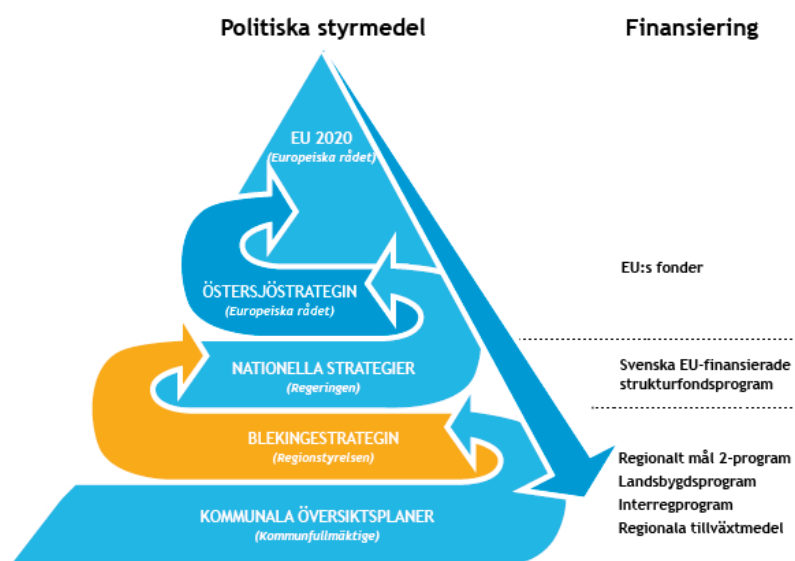 Politiska styrmedel
Finansiering
EU 2020
(Europeiska rådet)
ÖSTERSJÖSTRATEGIN
(Europeiska rådet)
NATIONELLA STRATEGIER
(Regeringen)
BLEKINGESTRATEGIN
(Regionstyrelsen)
KOMMUNALA ÖVERSIKTSPLANER
(Kommunfullmäktige)
EU:s fonder
Svenska EU-finansierade
strukturfondsprogram
Regionalt mål 2-program
Landsbygdsprogram
Interregprogram
Regionala tillväxtmedel